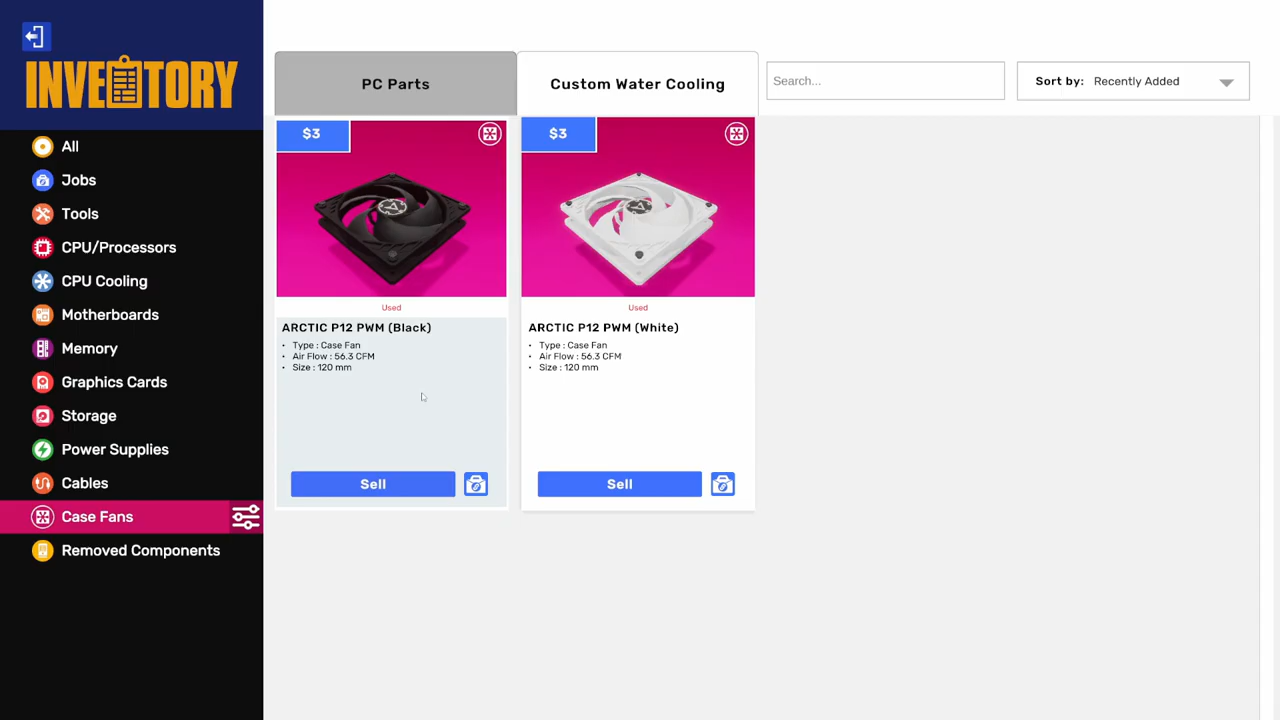 INVENTORY
All
Jobs
Tools
CPU/Processors
CPU Cooling
Motherboards
Memory
Graphics Cards
Storage
Power Supplies
Cables
Case Fans
Removed Components
PC Parts
Custom Water Cooling
Search...
Sort by: Recently Added
$3
Used
ARCTIC P12 PWM (Black)
• Type : Case Fan
• Air Flow : 56.3 CFM
• Size : 120 mm
Sell
$3
Used
ARCTIC P12 PWM (White)
• Type : Case Fan
• Air Flow : 56.3 CFM
• Size : 120 mm
Sell